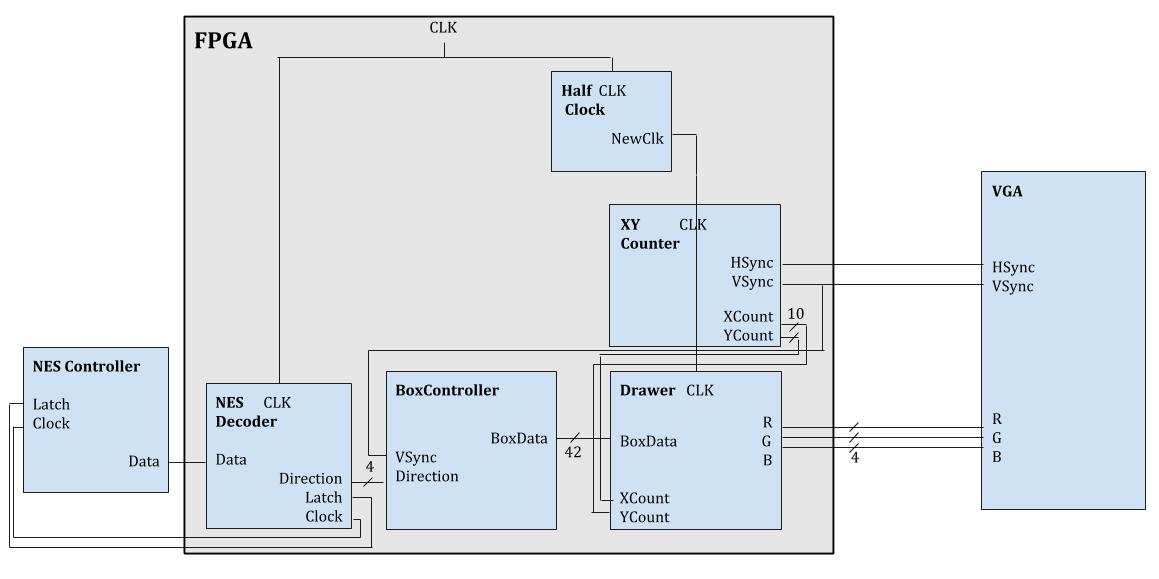 CLK
FPGA
Half CLK
Clock
NewClk
VGA
XY CLK
Counter
HSync
VSync
HSync
VSync
XCount
10
YCount
NES Controller
Latch
Clock
Data
NES CLK
Decoder
Data
Direction
Latch
Clock
4
BoxController
BoxData
VSync
Direction
42
Drawer CLK
BoxData
R
G
B
XCount
YCount
4
R
G
B